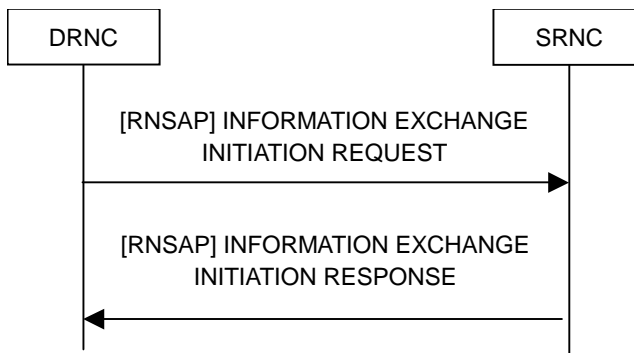 DRNC
SRNC
[RNSAP] INFORMATION EXCHANGE
INITIATION REQUEST
[RNSAP] INFORMATION EXCHANGE
INITIATION RESPONSE